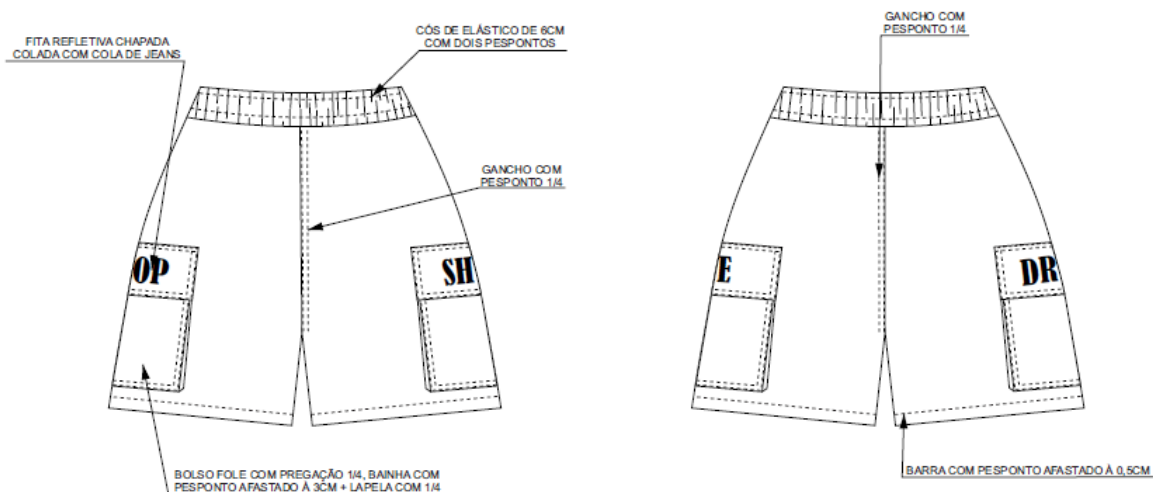 FITA REFLETIVA CHAPADA
COLADA COM COLA DE JEANS
CÓS DE ELÁSTICO DE 6CM
COM DOIS PESPONTOS
GANCHO COM
PESPONTO 1/4
OP
SH
BOLSO FOLE COM PREGAÇÃO 1/4, BAINHA COM
PESPONTO AFASTADO À 3CM + LAPELA COM 1/4
GANCHO COM
PESPONTO 1/4
E
DR
BARRA COM PESPONTO AFASTADO À 0,5CM